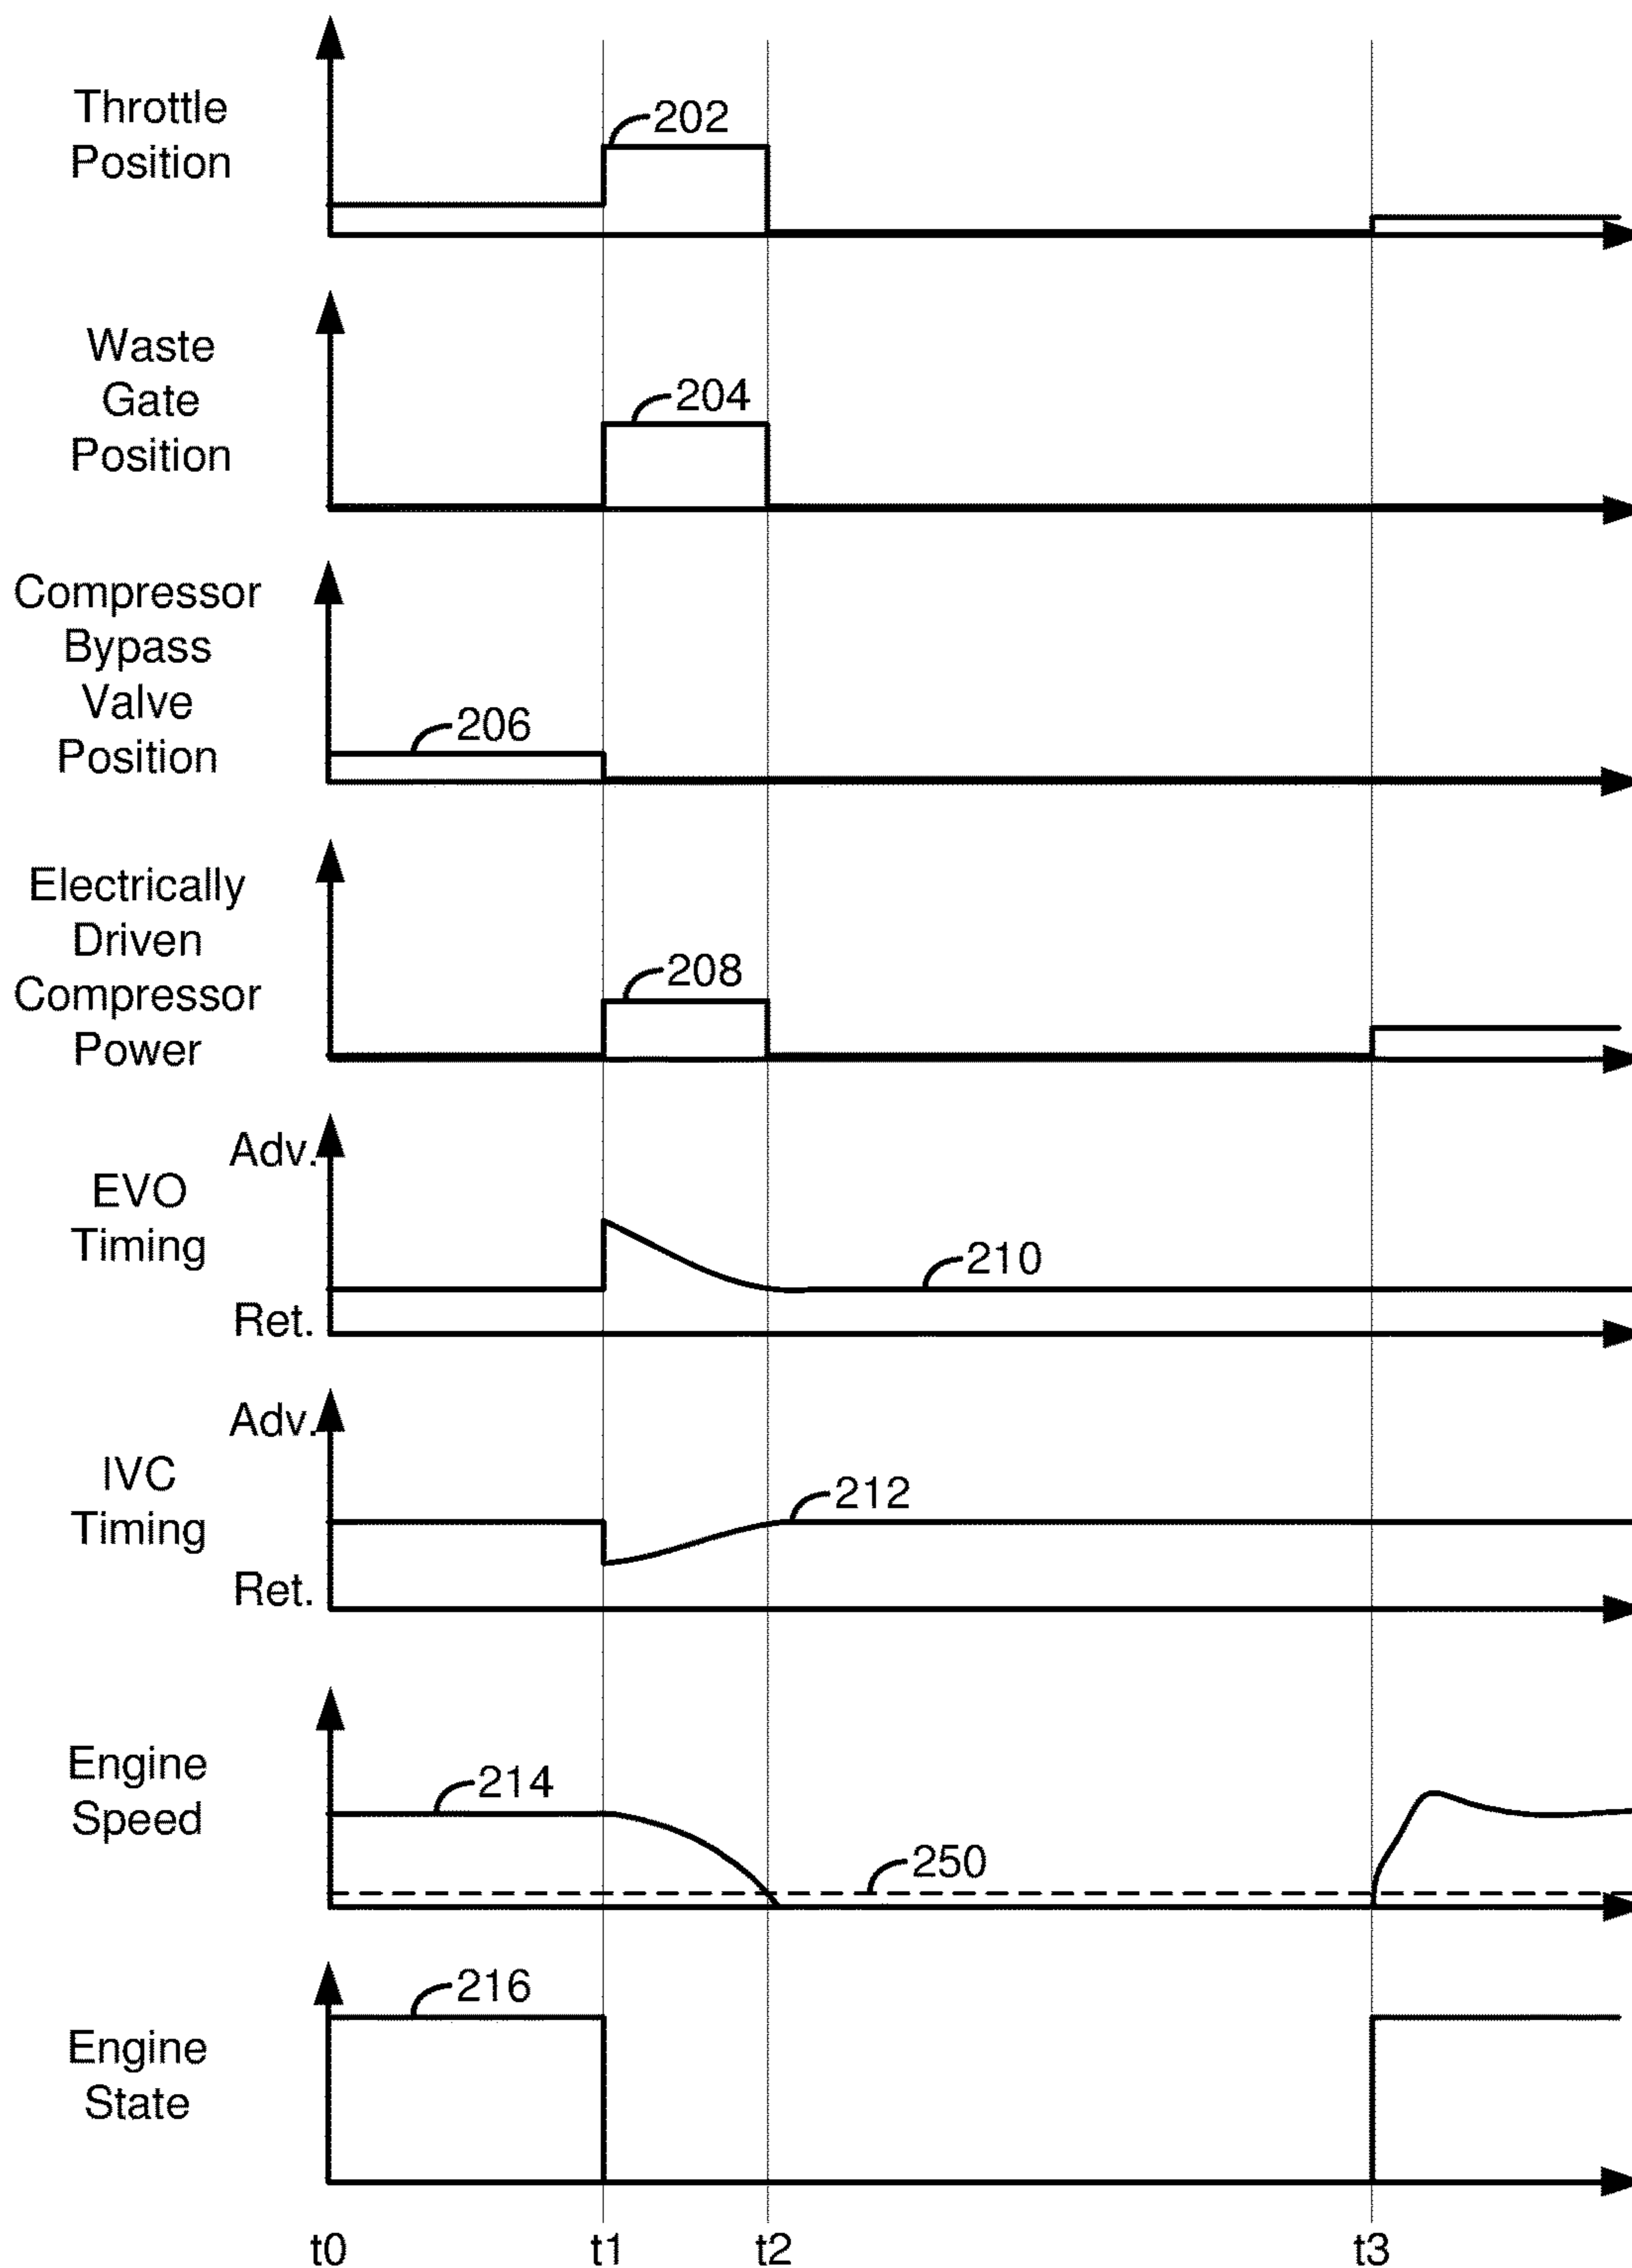 Throttle
Position
202
Waste
Gate
Position
204
Compressor
Bypass
Valve
Position
206
Electrically
Driven
Compressor
Power
208
Adv.
EVO
Timing
Ret.
210
Adv.
IVC
Timing
Ret.
212
Engine
Speed
214
250
Engine
State
216
t0 t1 t2 t3